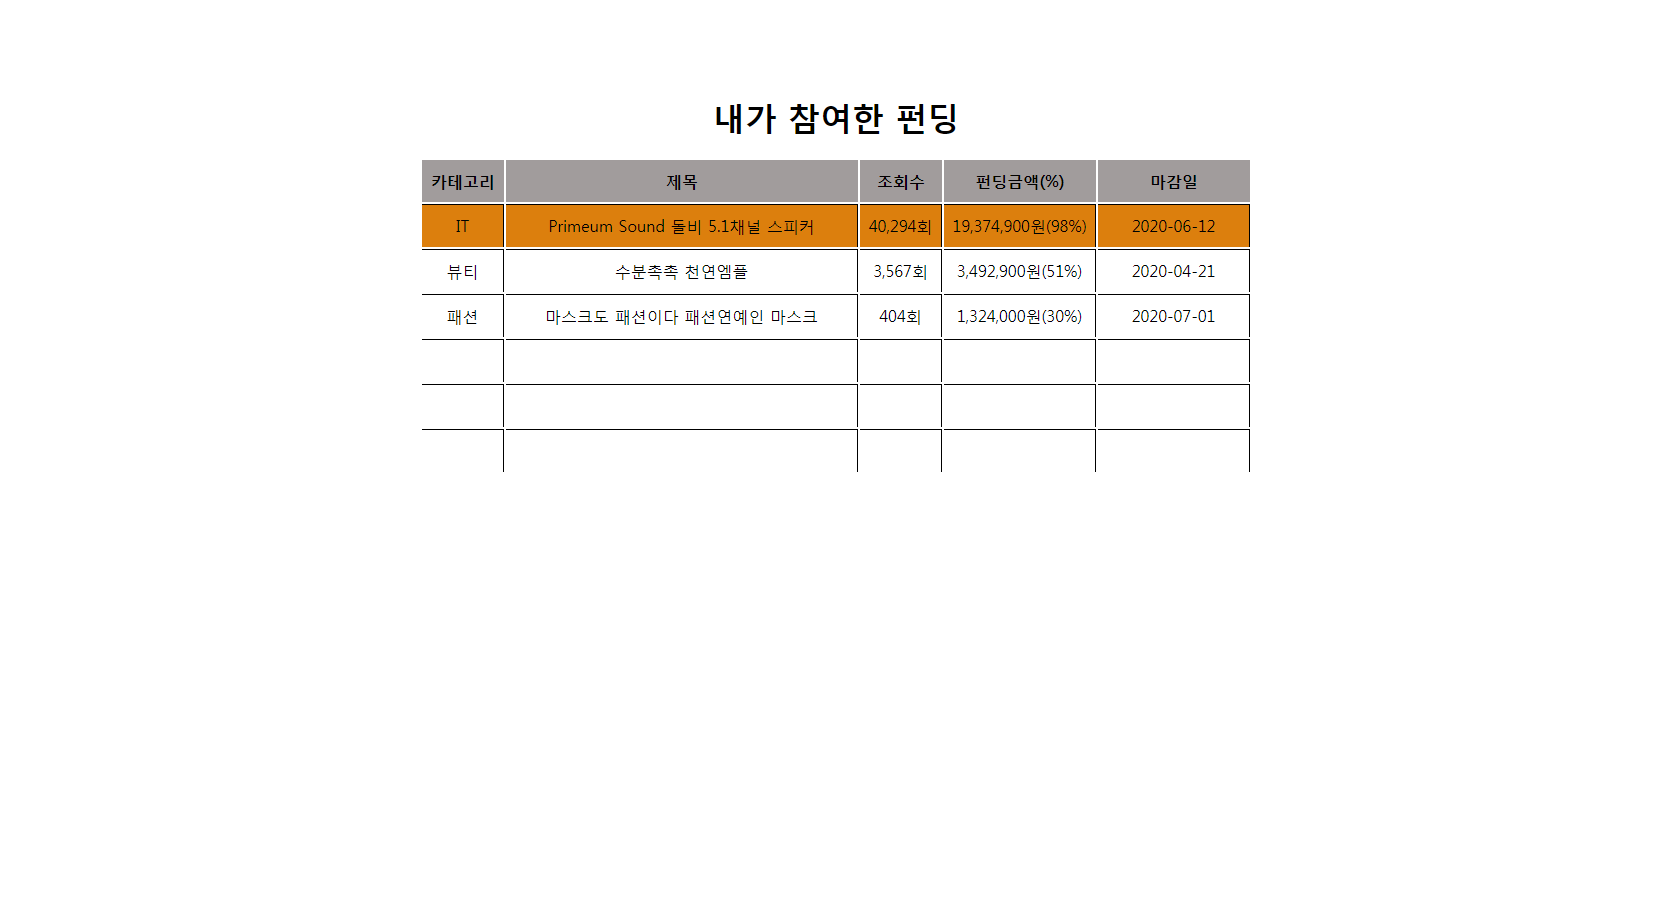 내가 참여한 펀딩
카테고리 제목 조회수 펀딩금액(%) 마감일
IT Primeum Sound 돌비 5.1채널 스피커 40,294회 19,374,900원(98%) 2020-06-12
뷰티 수분촉촉 천연엠플 3,567회 3,492,900원(51%) 2020-04-21
패션 마스크도 패션이다 패션연예인 마스크 404회 1,324,000원(30%) 2020-07-01